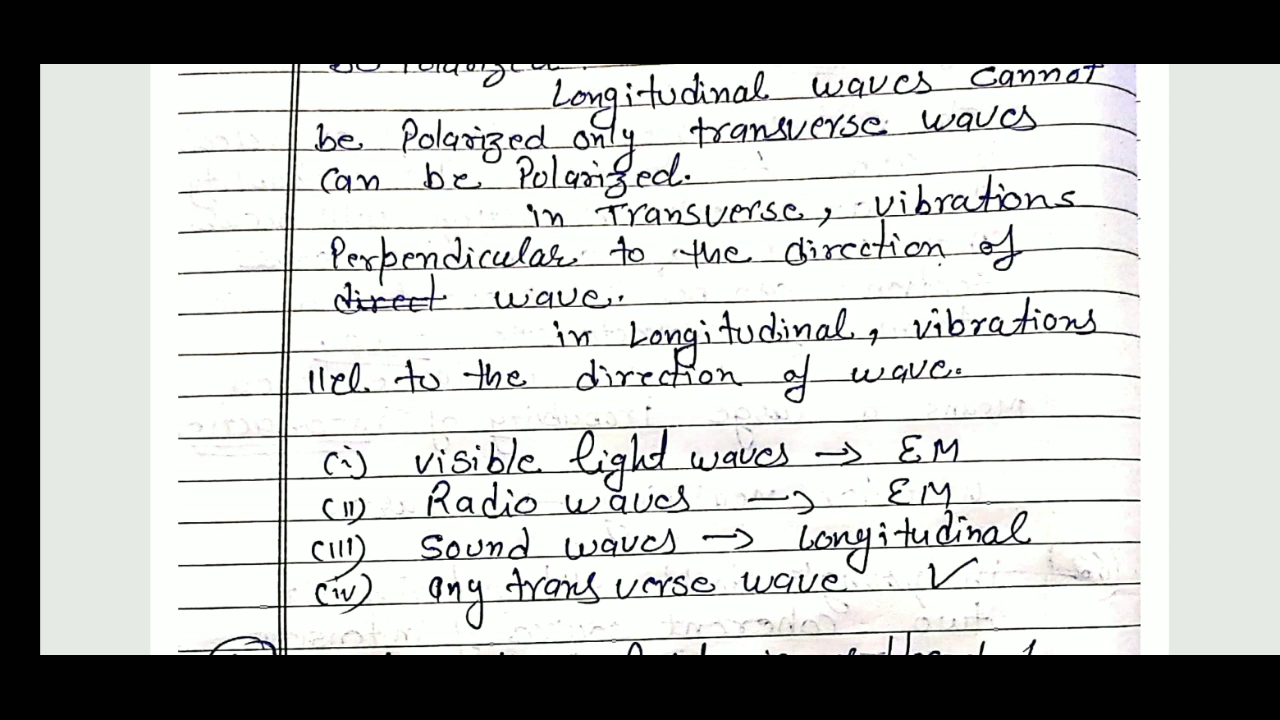 be Polarized.
Longitudinal waves cannot
be Polarized only transverse waves
can be Polarized.
in Transverse, vibrations
Perpendicular to the direction of
direct wave.
in Longitudinal, vibrations
llel to the direction of wave.
(i) visible light waves → EM
(II) Radio waves → EM
(III) Sound waves → Longitudinal
(iv) any transverse wave ✓